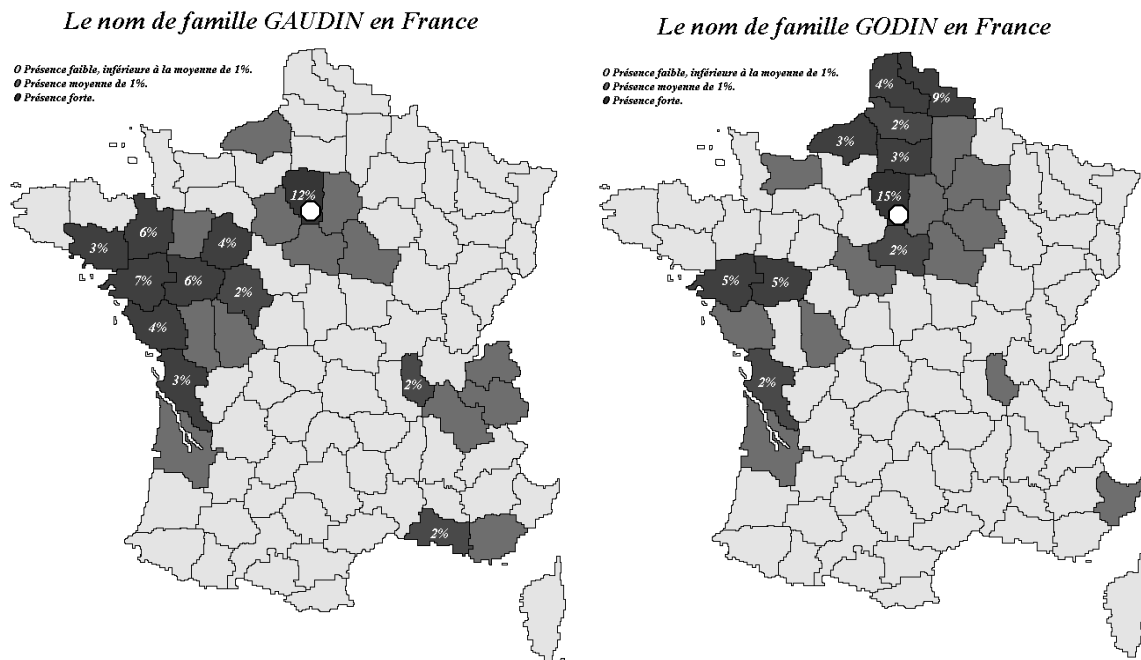 Le nom de famille GAUDIN en France
O Présence faible, inférieure à la moyenne de 1%.
O Présence moyenne de 1%.
O Présence forte.
12%
6%
4%
3%
7%
6%
2%
4%
3%
2%
2%
Le nom de famille GODIN en France
O Présence faible, inférieure à la moyenne de 1%.
O Présence moyenne de 1%.
O Présence forte.
4%
9%
2%
3%
3%
15%
2%
5%
5%
2%